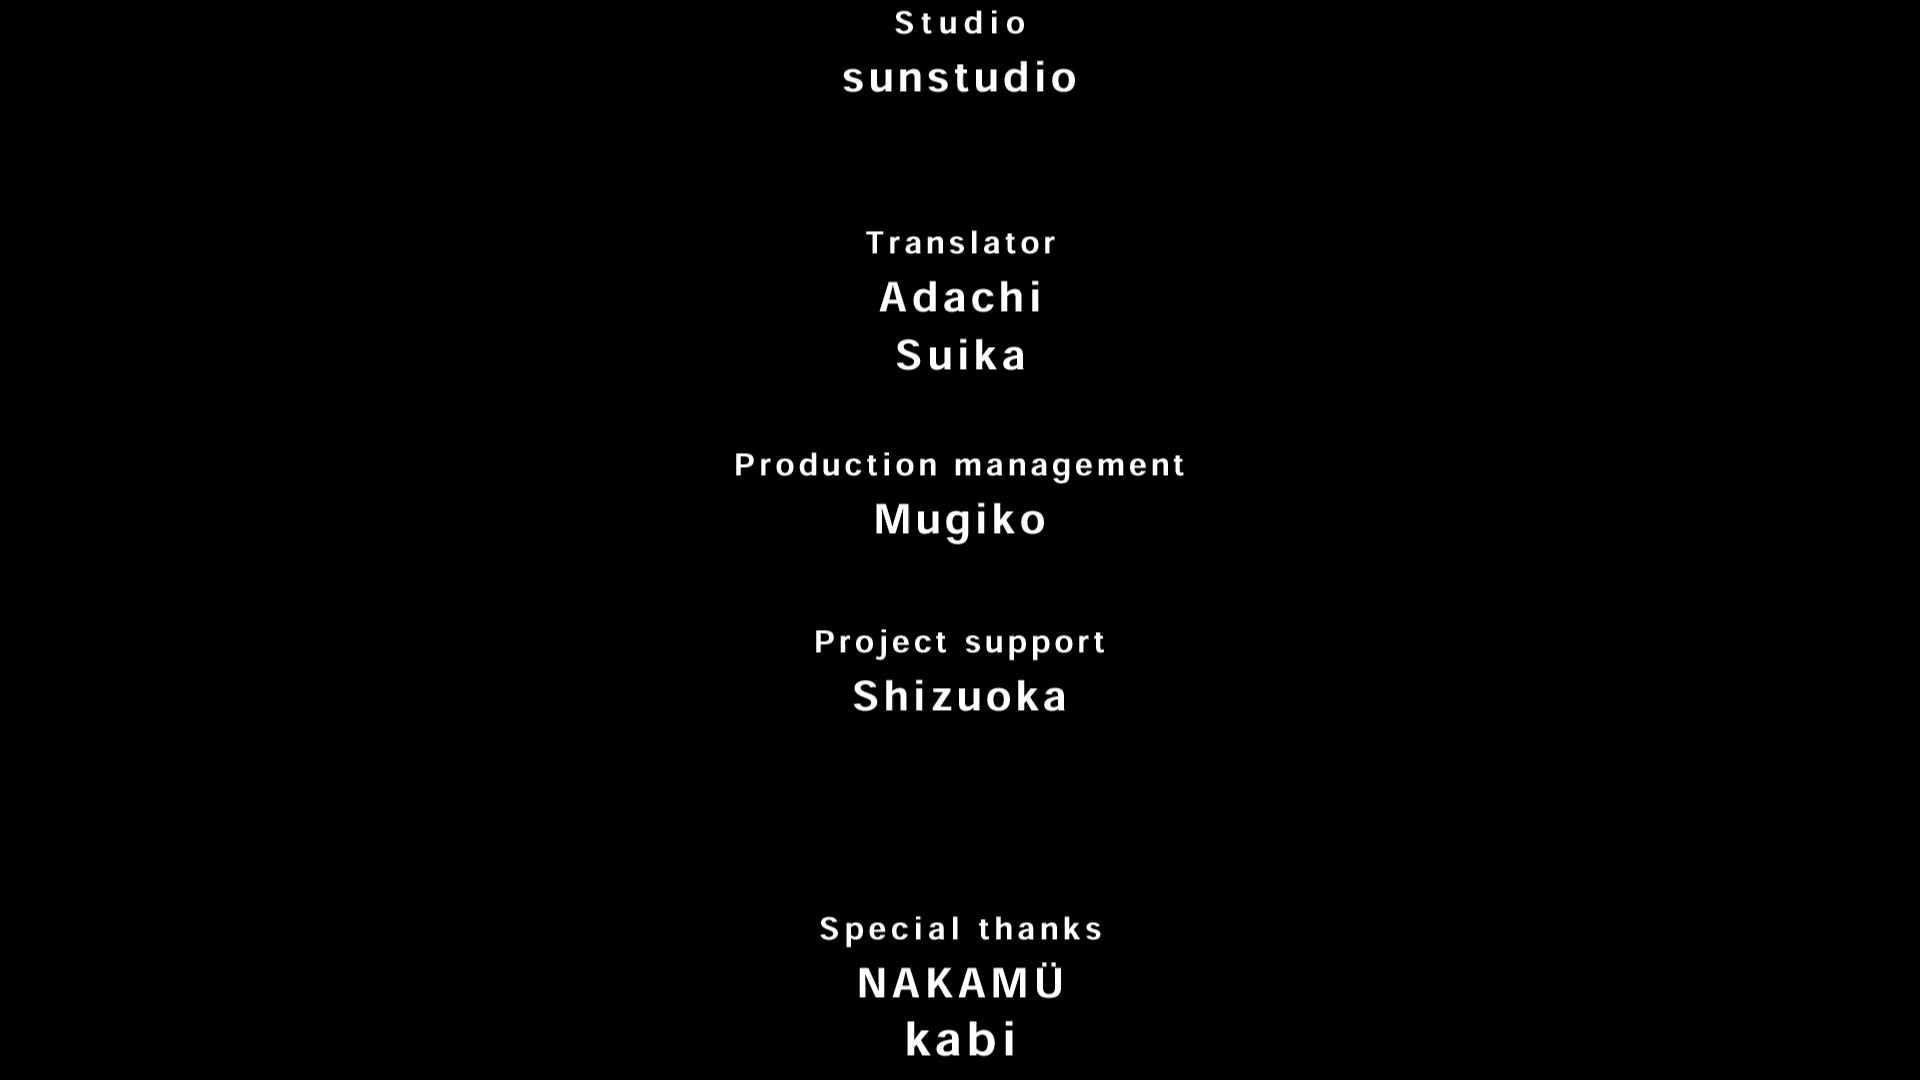 Studio
sunstudio
Translator
Adachi
Suika
Production management
Mugiko
Project support
Shizuoka
Special thanks
NAKAMÜ
kabi